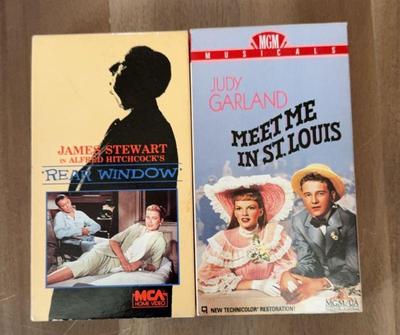 JAMES STEWART
IN ALFRED HITCHCOCK'S
"REAR WINDOW"
MCA
HOME VIDEO
MGM
MUSICALS
JUDY
GARLAND
MEET ME
IN ST. LOUIS
NEW TECHNICOLOR® RESTORATION!
MGM/UA